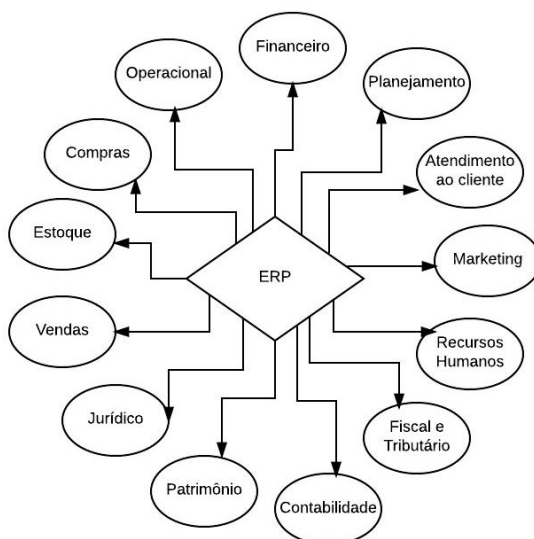 Financeiro
Operacional
Planejamento
Compras
Atendimento
ao cliente
Estoque
Marketing
ERP
Vendas
Recursos
Humanos
Jurídico
Fiscal e
Tributário
Patrimônio
Contabilidade